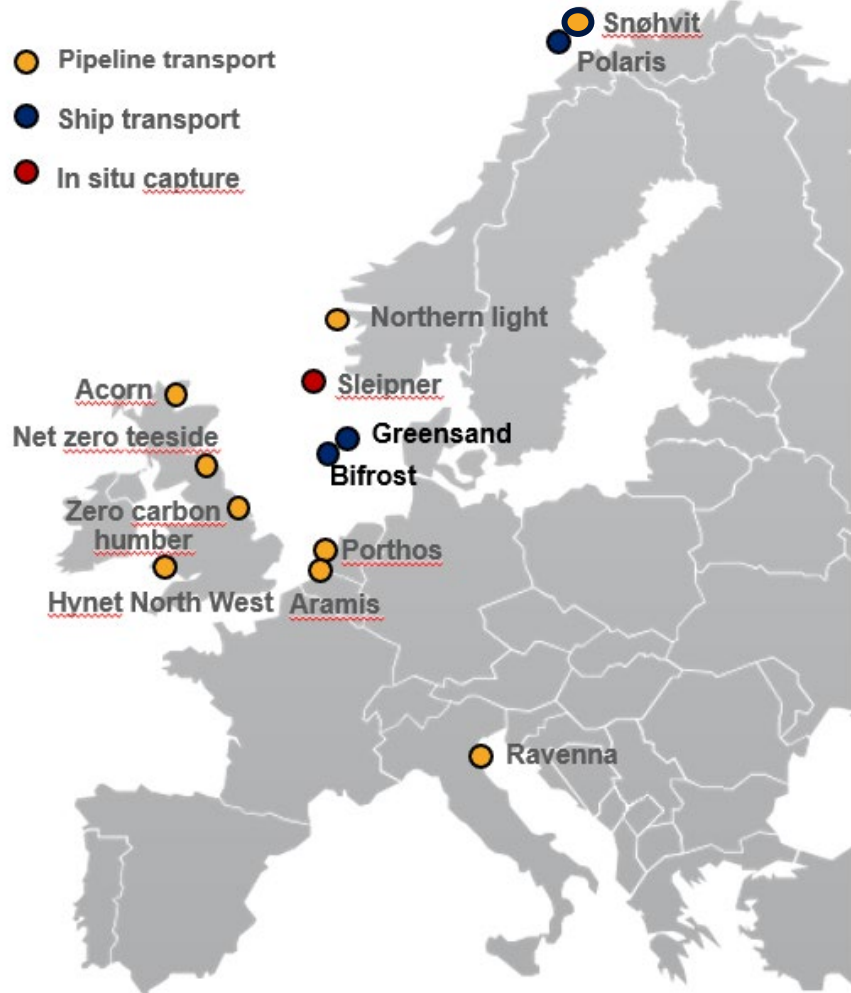 Pipeline transport
Ship transport
In situ capture
Snøhvit
Polaris
Northern light
Sleipner
Acorn
Net zero teeside
Greensand
Bifrost
Zero carbon
humber
Porthos
Hynet North West
Aramis
Ravenna